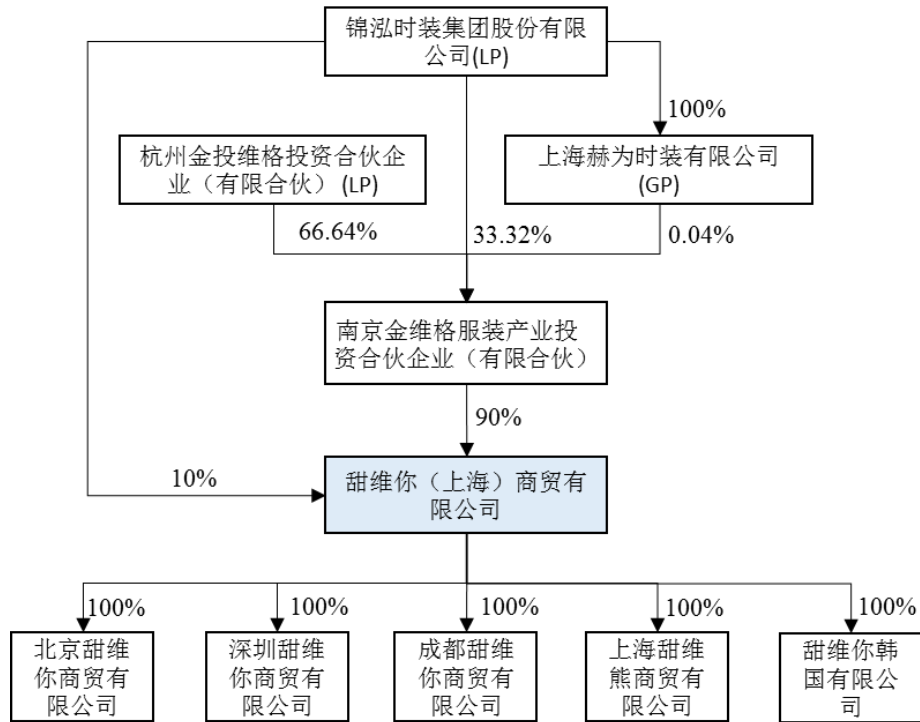 锦泓时装集团股份有限
公司(LP)
100%
杭州金投维格投资合伙企
业（有限合伙） (LP)
上海赫为时装有限公司
(GP)
66.64%
33.32%
0.04%
南京金维格服装产业投
资合伙企业（有限合伙）
90%
10%
甜维你（上海）商贸有
限公司
100%
100%
100%
100%
100%
北京甜维
你商贸有
限公司
深圳甜维
你商贸有
限公司
成都甜维
你商贸有
限公司
上海甜维
熊商贸有
限公司
甜维你韩
国有限公
司